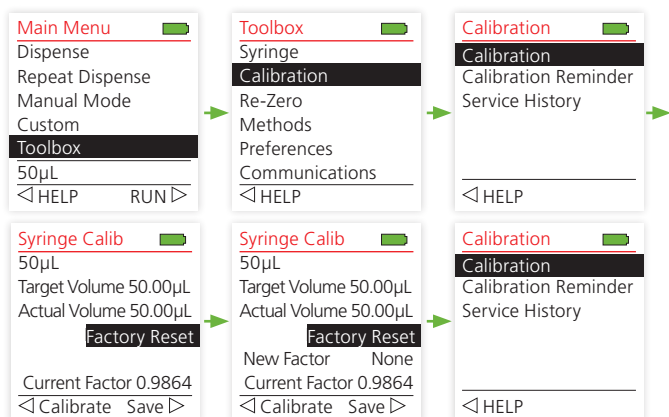 Main Menu
Dispense
Repeat Dispense
Manual Mode
Custom
Toolbox
50µL
HELP RUN
Toolbox
Syringe
Calibration
Re-Zero
Methods
Preferences
Communications
HELP
Calibration
Calibration
Calibration Reminder
Service History
HELP
Syringe Calib
50µL
Target Volume 50.00µL
Actual Volume 50.00µL
Factory Reset
Current Factor 0.9864
Calibrate Save
Syringe Calib
50µL
Target Volume 50.00µL
Actual Volume 50.00µL
Factory Reset
New Factor None
Current Factor 0.9864
Calibrate Save
Calibration
Calibration
Calibration Reminder
Service History
HELP